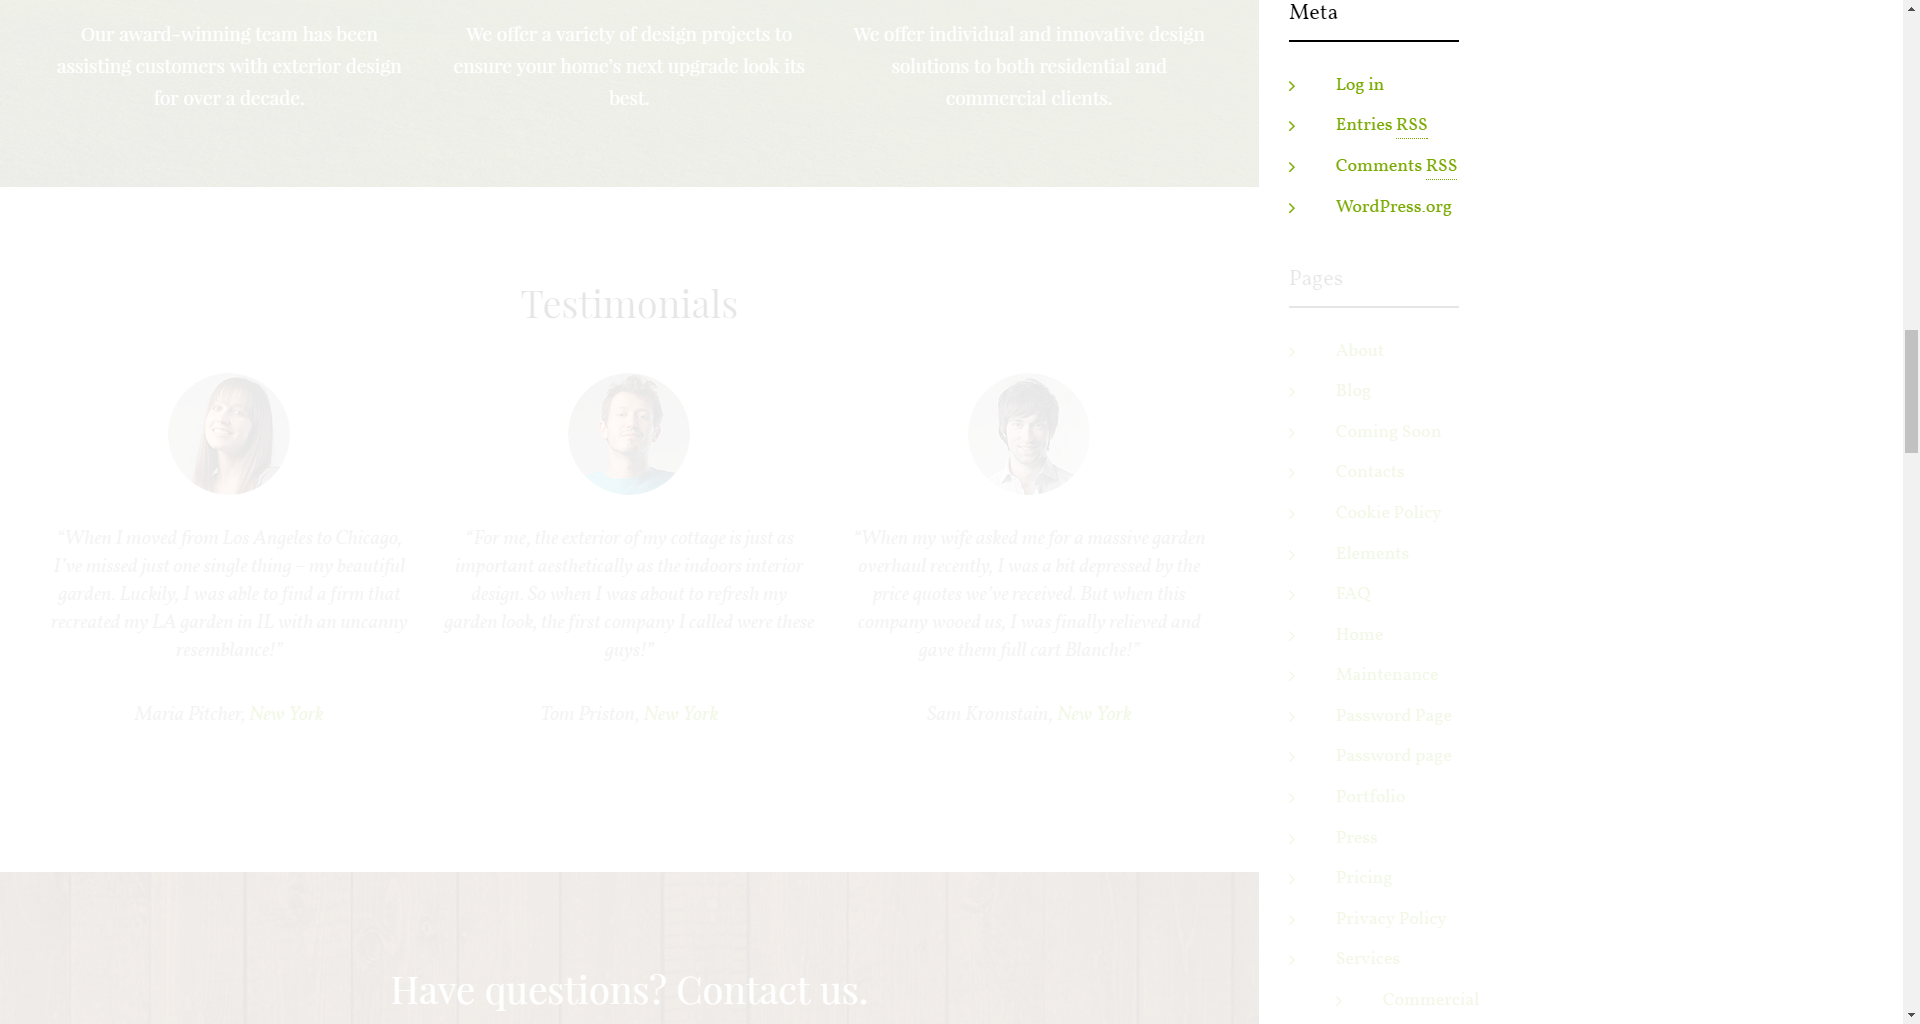 Our award-winning team has been
assisting customers with exterior design
for over a decade.
We offer a variety of design projects to
ensure your home's next upgrade look its
best.
We offer individual and innovative design
solutions to both residential and
commercial clients.
Testimonials
“When I moved from Los Angeles to Chicago,
I’ve missed just one single thing – my beautiful
garden. Luckily, I was able to find a firm that
recreated my LA garden in IL with an uncanny
resemblance!”
Maria Pitcher, New York
“For me, the exterior of my cottage is just as
important aesthetically as the indoors interior
design. So when I was about to refresh my
garden look, the first company I called were these
guys!”
Tom Priston, New York
“When my wife asked me for a massive garden
overhaul recently, I was a bit depressed by the
price quotes we’ve received. But when this
company wooed us, I was finally relieved and
gave them full cart Blanche!”
Sam Kromstain, New York
Have questions? Contact us.
Meta
Log in
Entries RSS
Comments RSS
WordPress.org
Pages
About
Blog
Coming Soon
Contacts
Cookie Policy
Elements
FAQ
Home
Maintenance
Password Page
Password page
Portfolio
Press
Pricing
Privacy Policy
Services
Commercial